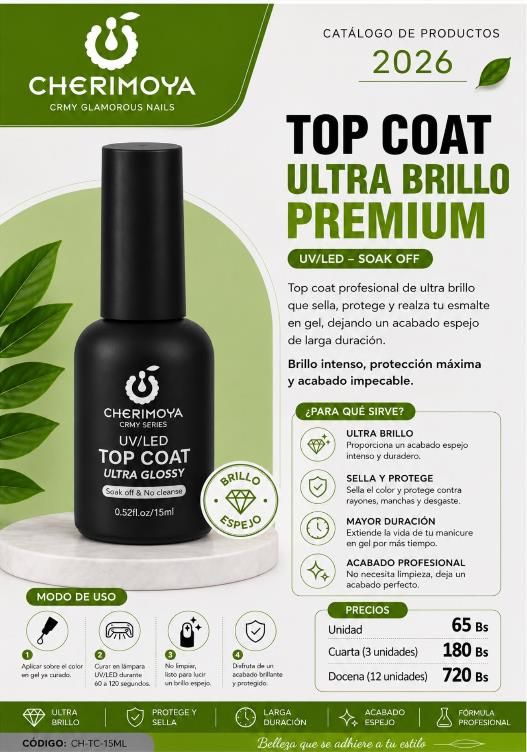 CHERIMOYA
CRMY GLAMOROUS NAILS
CATÁLOGO DE PRODUCTOS
2026
TOP COAT
ULTRA BRILLO
PREMIUM
UV/LED – SOAK OFF
Top coat profesional de ultra brillo
que sella, protege y realza tu esmalte
en gel, dejando un acabado espejo
de larga duración.
Brillo intenso, protección máxima
y acabado impecable.
CHERIMOYA
CRMY SERIES
UV/LED
TOP COAT
ULTRA GLOSSY
Soak off & No cleanse
0.52fl.oz/15ml
BRILLO
ESPEJO
¿PARA QUÉ SIRVE?
ULTRA BRILLO
Proporciona un acabado espejo
intenso y duradero.
SELLA Y PROTEGE
Sella el color y protege contra
rayones, manchas y desgaste.
MAYOR DURACIÓN
Extiende la vida de tu manicure
en gel por más tiempo.
ACABADO PROFESIONAL
No necesita limpieza, deja un
acabado perfecto.
MODO DE USO
1
Aplicar sobre el color
en gel ya curado.
2
Curar en lámpara
UV/LED durante
60 a 120 segundos.
3
No limpiar,
listo para lucir
un brillo espejo.
4
Disfruta de un
acabado brillante
y protegido.
PRECIOS
Unidad 65 Bs
Cuarta (3 unidades) 180 Bs
Docena (12 unidades) 720 Bs
ULTRA
BRILLO
PROTEGE Y
SELLA
LARGA
DURACIÓN
ACABADO
ESPEJO
FÓRMULA
PROFESIONAL
CÓDIGO: CH-TC-15ML
Belleza que se adhiere a tu estilo